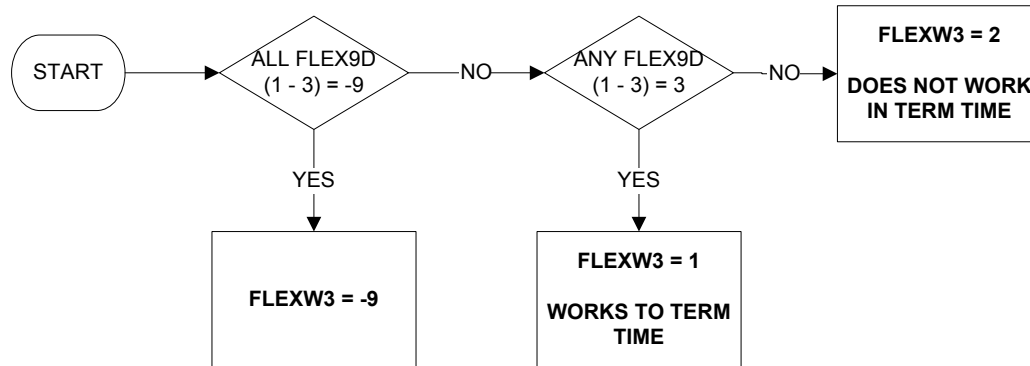 START
ALL FLEX9D
(1 - 3) = -9
NO
ANY FLEX9D
(1 - 3) = 3
NO
FLEXW3 = 2
DOES NOT WORK
IN TERM TIME
YES
YES
FLEXW3 = -9
FLEXW3 = 1
WORKS TO TERM
TIME